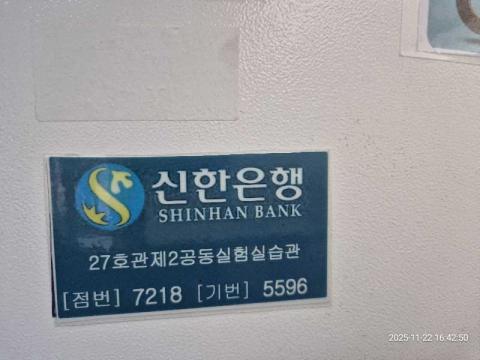 신한은행
SHINHAN BANK
27호관제2공동실험실습관
[점번] 7218 [기번] 5596
2025-11-22 16:42:50